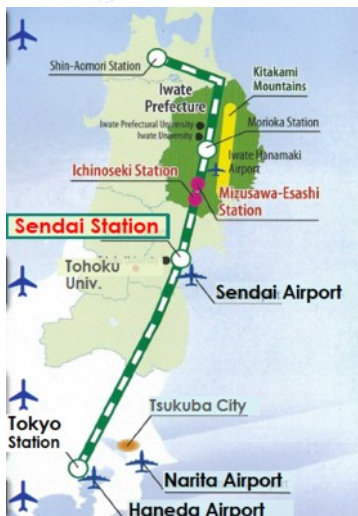 Shin-Aomori Station
Kitakami
Mountains
Iwate
Prefecture
Iwate Prefectural University
Iwate University
Morioka Station
Iwate Hanamaki
Airport
Ichinoseki Station
Mizusawa-Esashi
Station
Sendai Station
Tohoku
Univ.
Sendai Airport
Tsukuba City
Tokyo
Station
Narita Airport
Haneda Airport